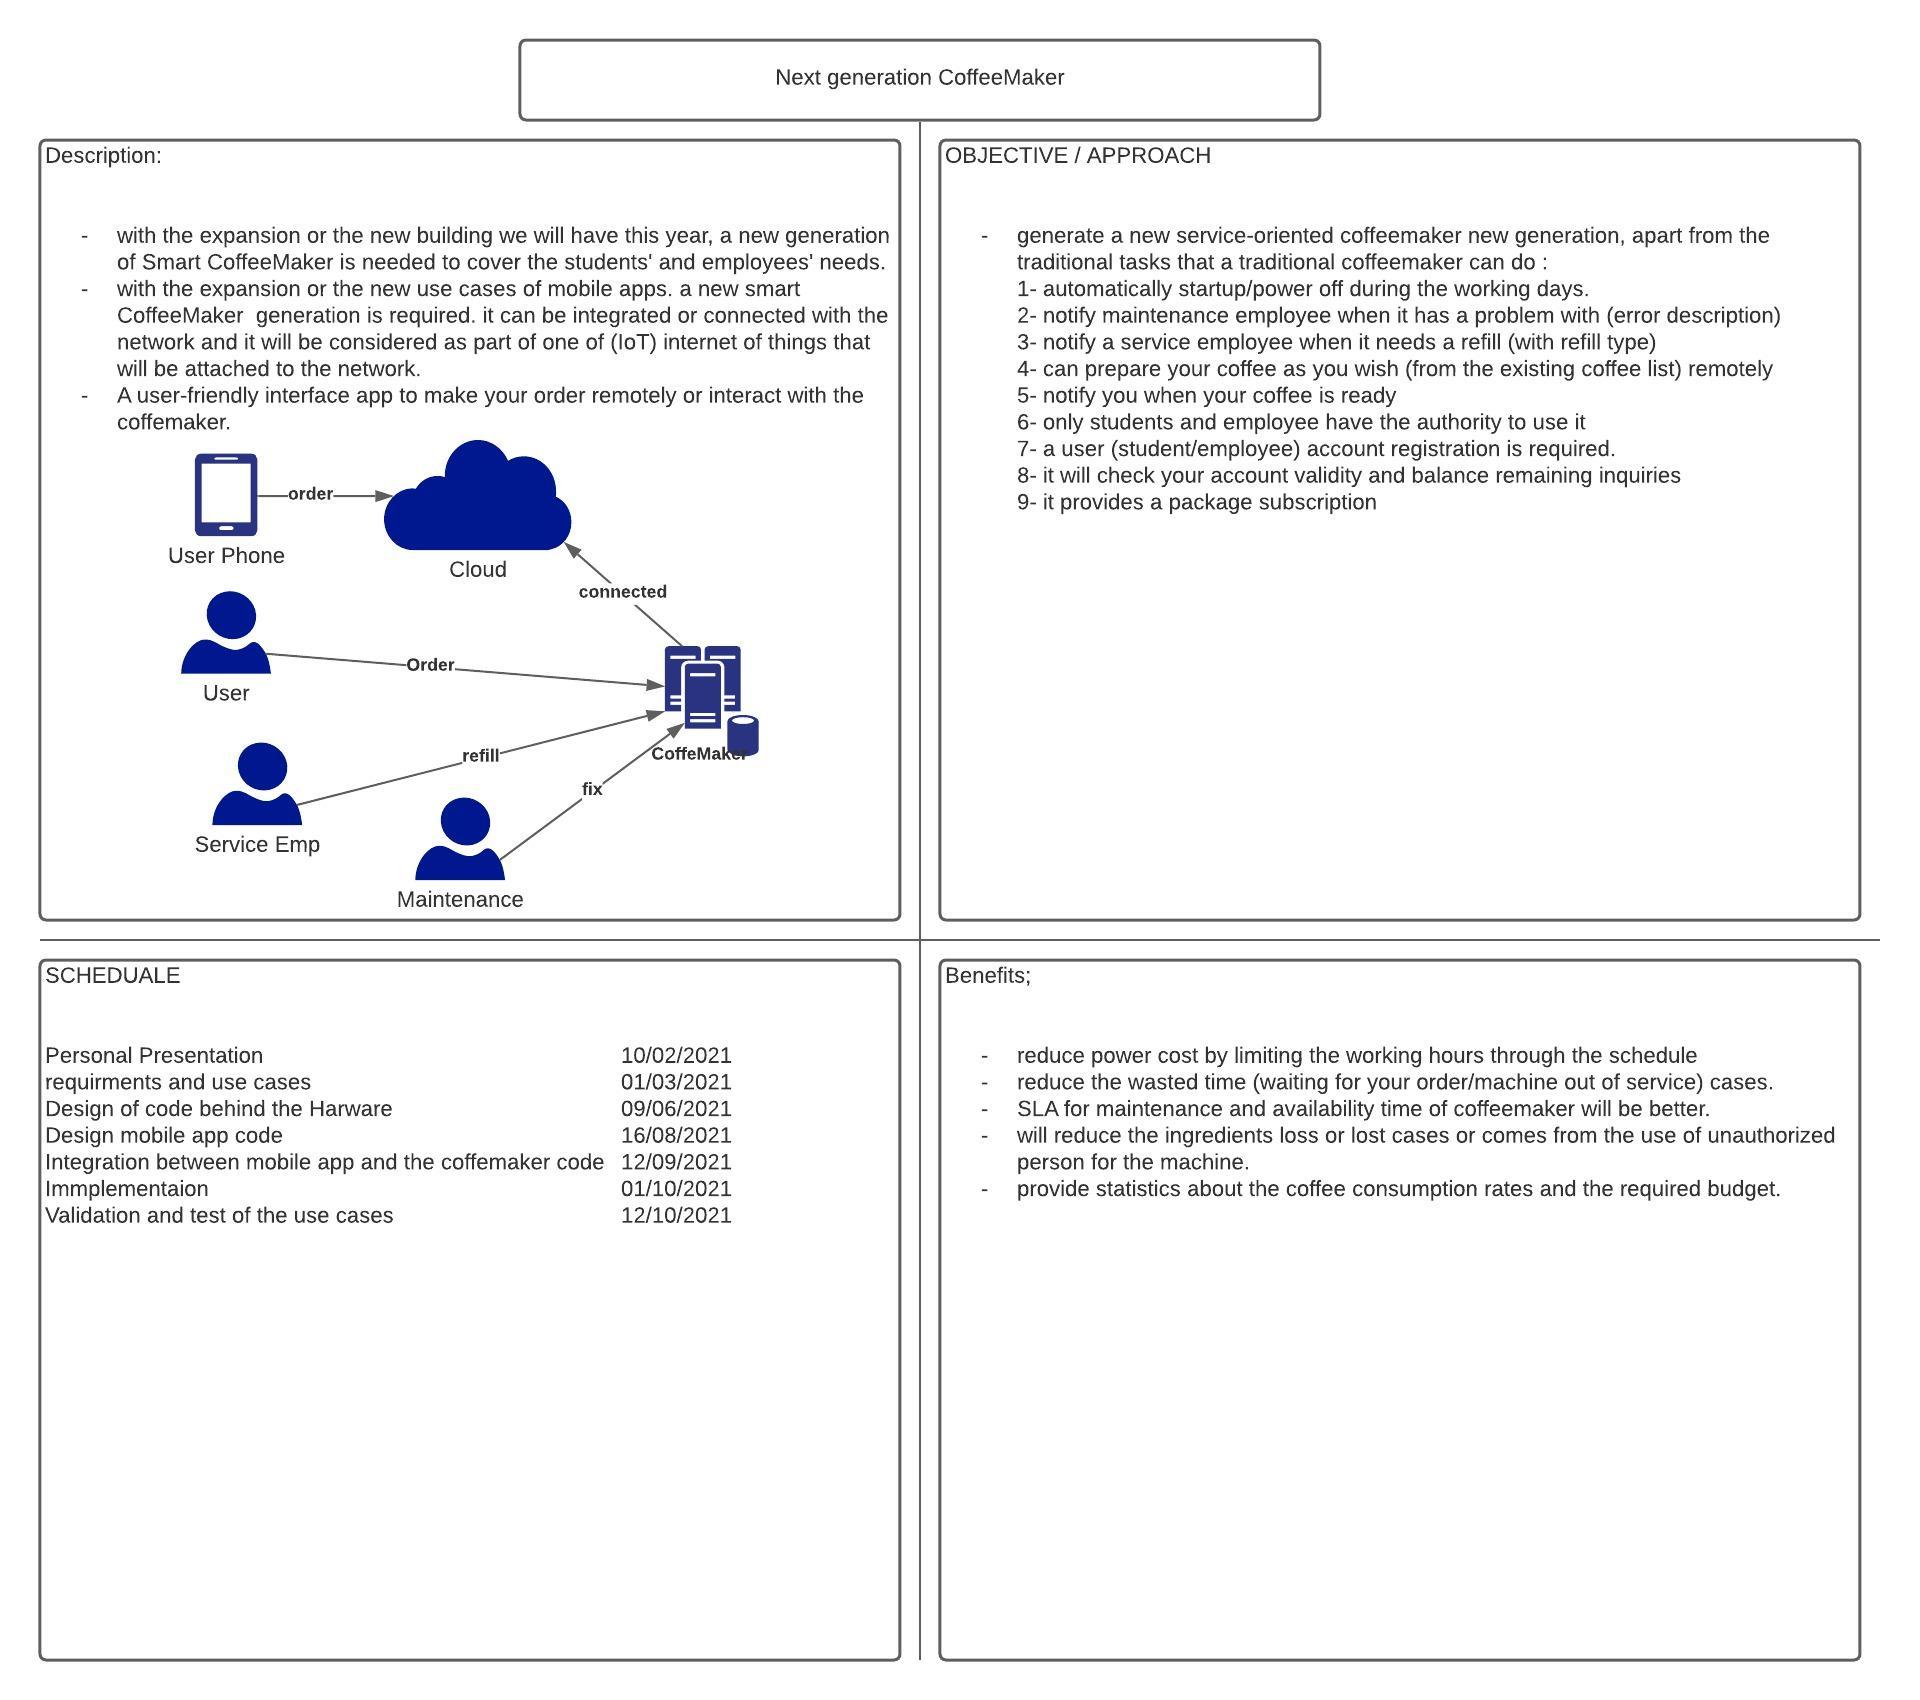 Next generation CoffeeMaker
Description:
- with the expansion or the new building we will have this year, a new generation
of Smart CoffeeMaker is needed to cover the students' and employees' needs.
- with the expansion or the new use cases of mobile apps. a new smart
CoffeeMaker  generation is required. it can be integrated or connected with the
network and it will be considered as part of one of (IoT) internet of things that
will be attached to the network.
- A user-friendly interface app to make your order remotely or interact with the
coffemaker.
order
User Phone
Cloud
connected
Order
User
refill
CoffeMaker
fix
Service Emp
Maintenance
OBJECTIVE / APPROACH
- generate a new service-oriented coffeemaker new generation, apart from the
traditional tasks that a traditional coffeemaker can do :
1- automatically startup/power off during the working days.
2- notify maintenance employee when it has a problem with (error description)
3- notify a service employee when it needs a refill (with refill type)
4- can prepare your coffee as you wish (from the existing coffee list) remotely
5- notify you when your coffee is ready
6- only students and employee have the authority to use it
7- a user (student/employee) account registration is required.
8- it will check your account validity and balance remaining inquiries
9- it provides a package subscription
SCHEDUALE
Personal Presentation 10/02/2021
requirments and use cases 01/03/2021
Design of code behind the Harware 09/06/2021
Design mobile app code 16/08/2021
Integration between mobile app and the coffemaker code 12/09/2021
Immplementaion 01/10/2021
Validation and test of the use cases 12/10/2021
Benefits;
- reduce power cost by limiting the working hours through the schedule
- reduce the wasted time (waiting for your order/machine out of service) cases.
- SLA for maintenance and availability time of coffeemaker will be better.
- will reduce the ingredients loss or lost cases or comes from the use of unauthorized
person for the machine.
- provide statistics about the coffee consumption rates and the required budget.